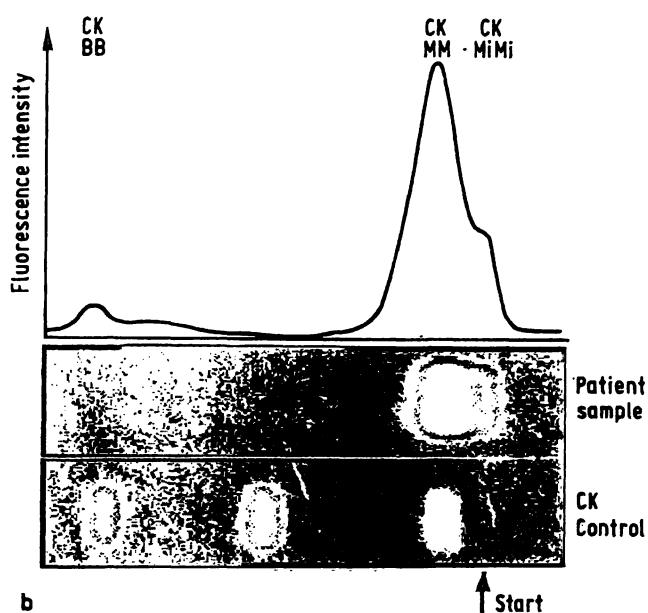 CK CK CK
BB MM · MiMi
Fluorescence intensity
Patient
sample
CK
Control
b
Start